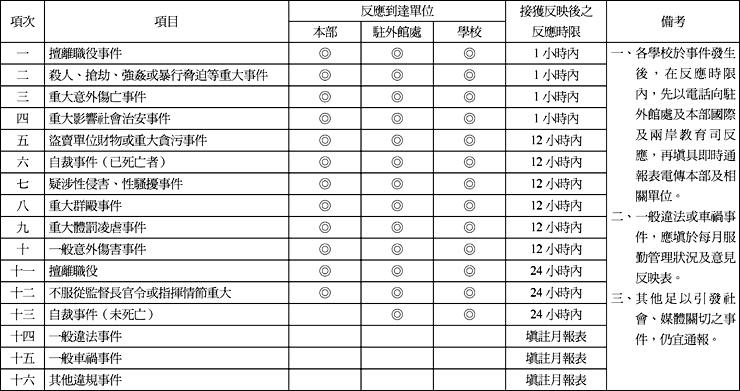 項次 項目 反應到達單位 接獲反映後之反應時限 備考
本部 駐外館處 學校
一 擅離職役事件 ◎ ◎ ◎ 1小時內
二 殺人、搶劫、強姦或暴行脅迫等重大事件 ◎ ◎ ◎ 1小時內
三 重大意外傷亡事件 ◎ ◎ ◎ 1小時內
四 重大影響社會治安事件 ◎ ◎ ◎ 1小時內
五 盜賣單位財物或重大貪污事件 ◎ ◎ ◎ 12小時內
六 自裁事件（已死亡者） ◎ ◎ ◎ 12小時內
七 疑涉性侵害、性騷擾事件 ◎ ◎ ◎ 12小時內
八 重大群毆事件 ◎ ◎ ◎ 12小時內
九 重大體罰凌虐事件 ◎ ◎ ◎ 12小時內
十 一般意外傷害事件 ◎ ◎ ◎ 12小時內
十一 擅離職役 ◎ ◎ ◎ 24小時內
十二 不服從監督長官令或指揮情節重大 ◎ ◎ ◎ 24小時內
十三 自裁事件（未死亡） ◎ ◎ 24小時內
十四 一般違法事件 填註月報表
十五 一般車禍事件 填註月報表
十六 其他違規事件 填註月報表
一、各學校於事件發生
後，在反應時限
內，先以電話向駐
外館處及本部國際
及兩岸教育司反
應，再填具即時通
報表電傳本部及相
關單位。
二、一般違法或車禍事
件，應填於每月服
勤管理狀況及意見
反映表。
三、其他足以引發社
會、媒體關切之事
件，仍宜通報。